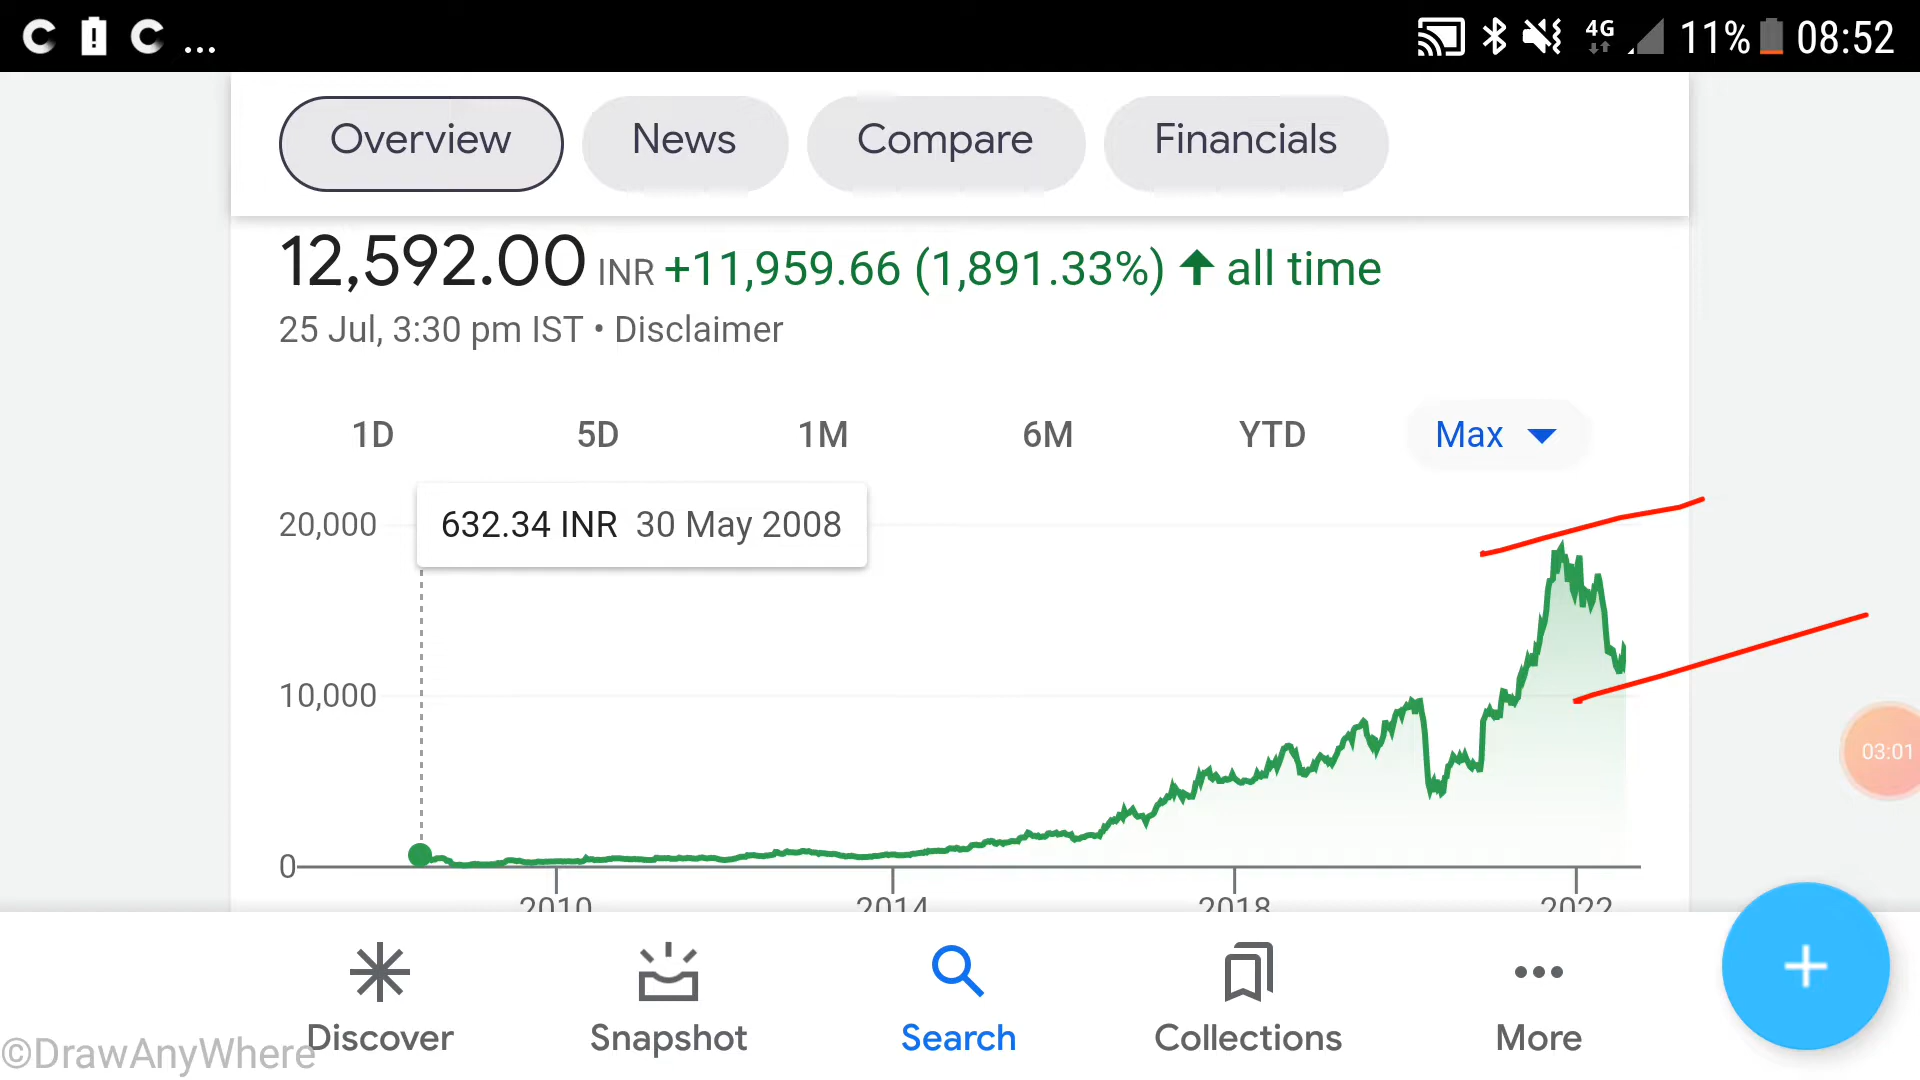 4G 11% 08:52
Overview News Compare Financials
12,592.00 INR +11,959.66 (1,891.33%) ↑ all time
25 Jul, 3:30 pm IST • Disclaimer
1D 5D 1M 6M YTD Max
20,000
632.34 INR 30 May 2008
10,000
03:01
0
2010 2014 2018 2022
Discover Snapshot Search Collections More
©DrawAnyWhere